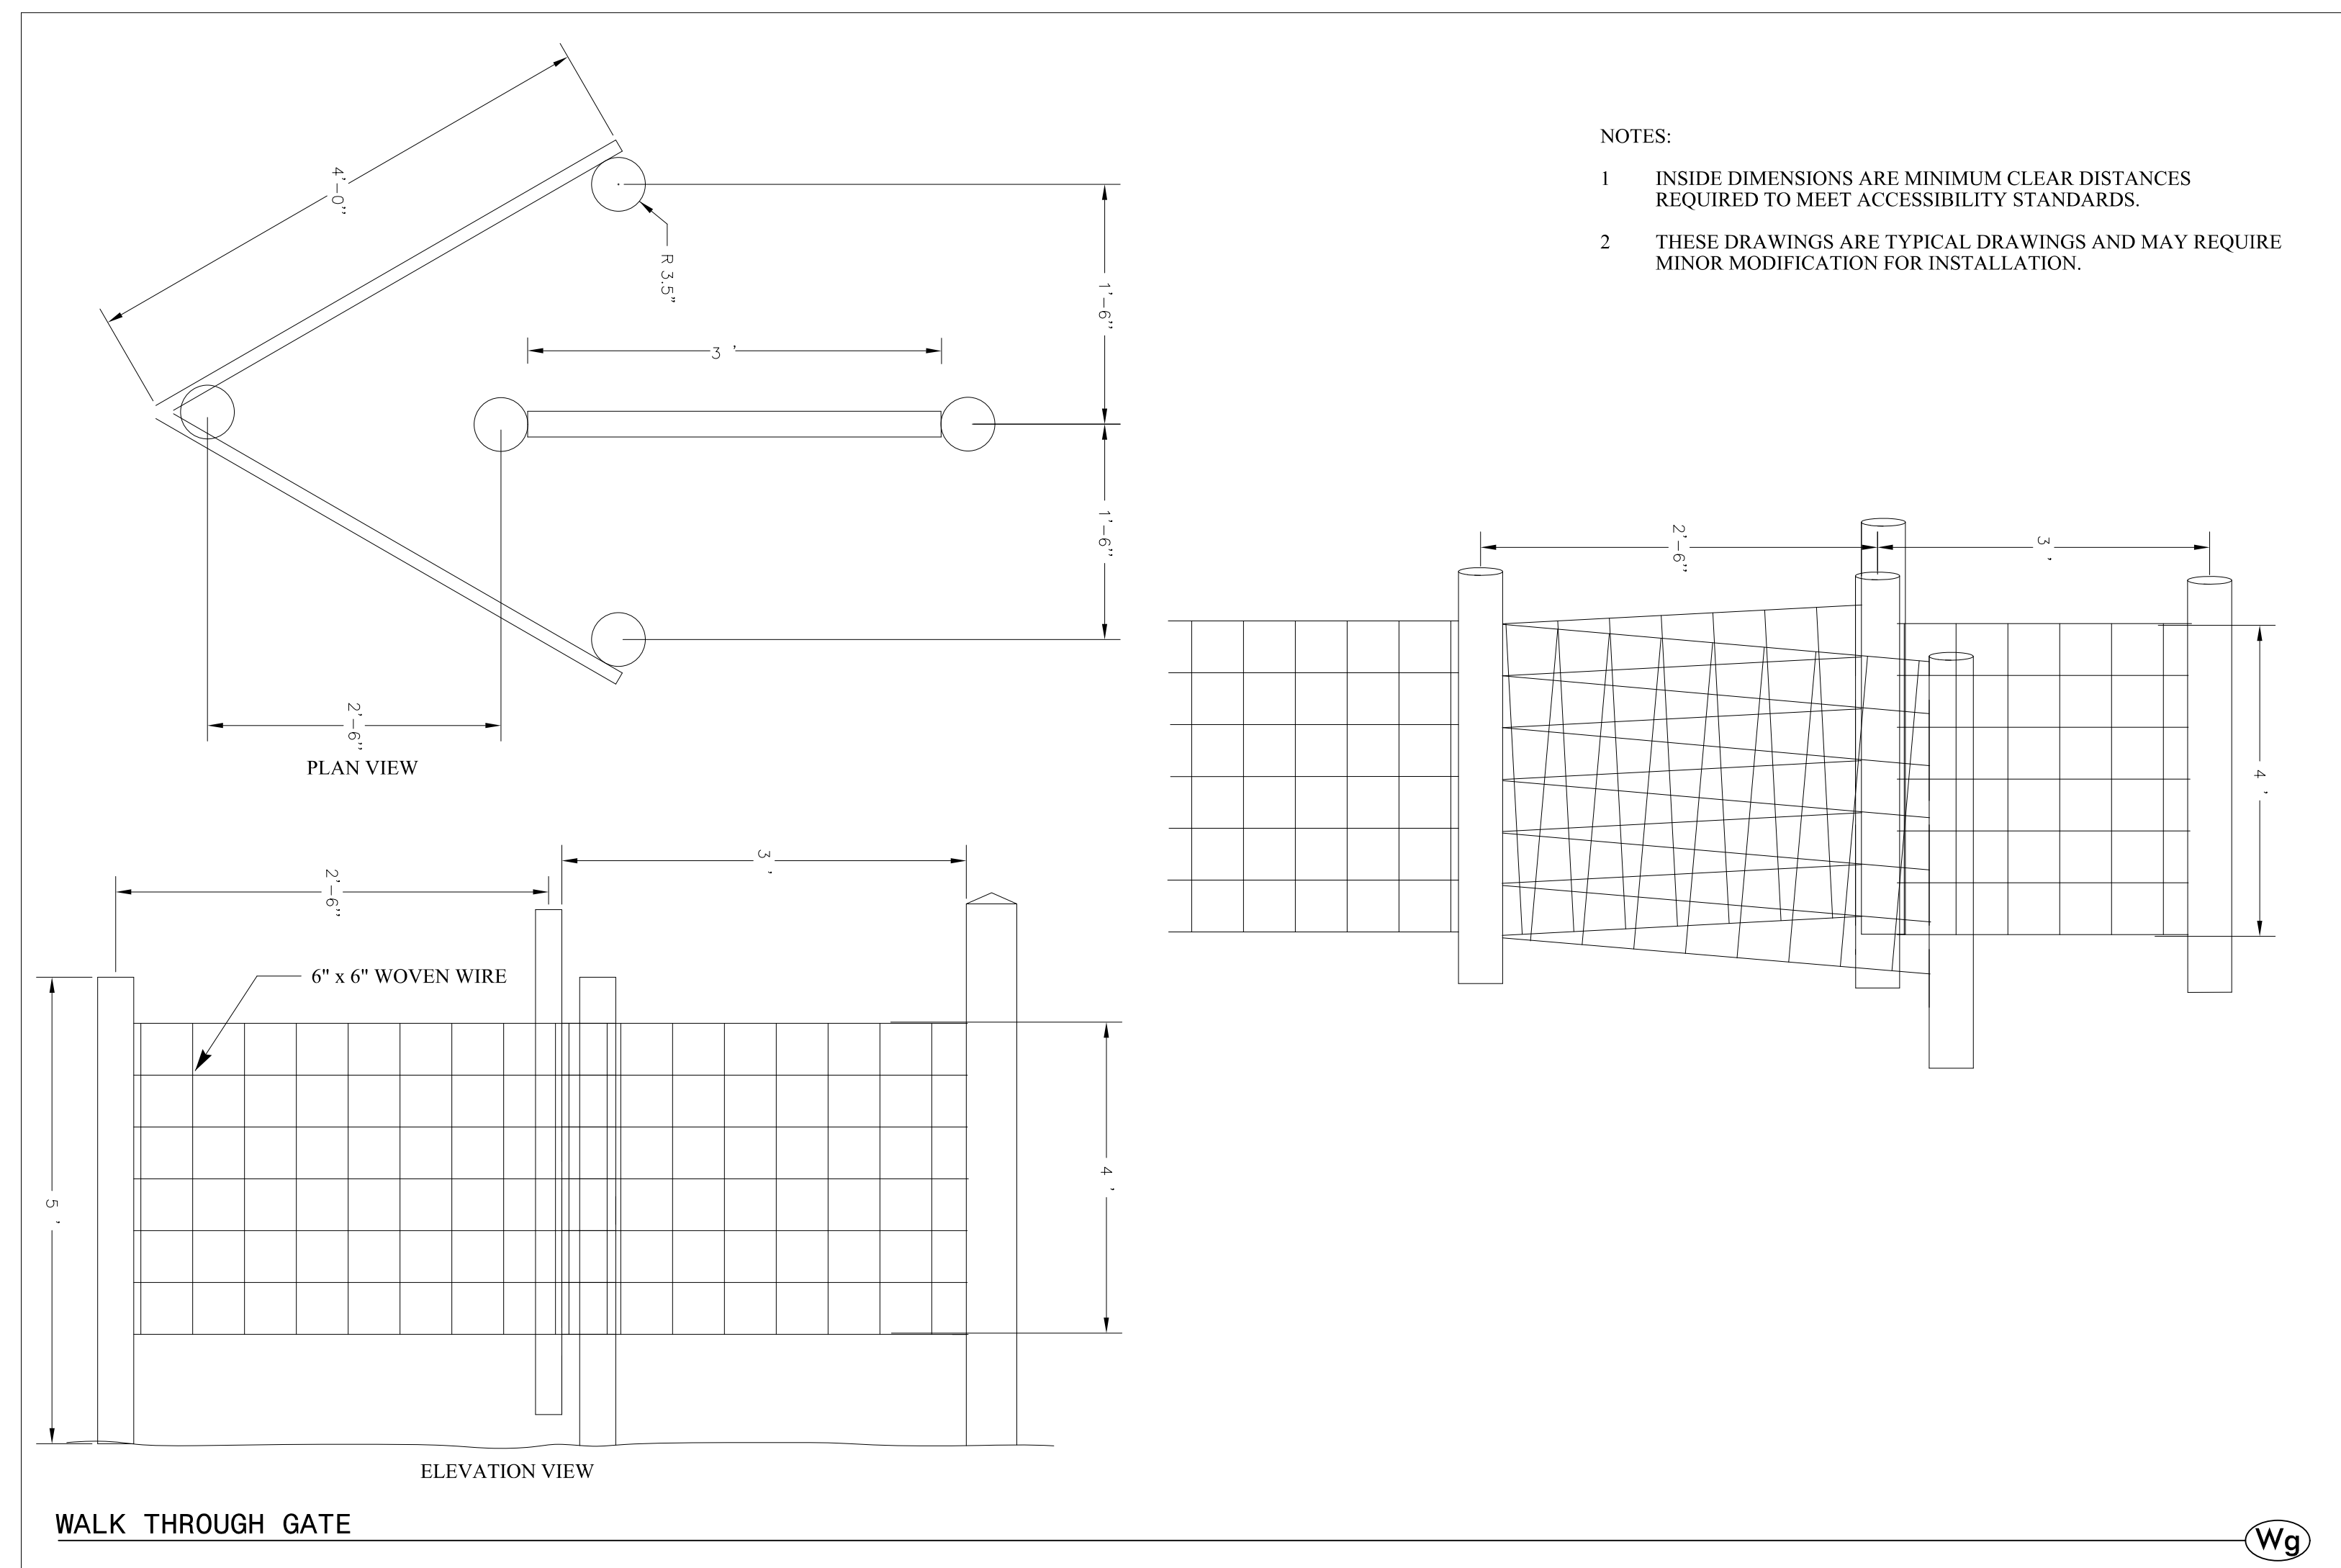 4'-0"
R 3.5"
1'-6"
3 '
1'-6"
2'-6"
PLAN VIEW
NOTES:
1 INSIDE DIMENSIONS ARE MINIMUM CLEAR DISTANCES
REQUIRED TO MEET ACCESSIBILITY STANDARDS.
2 THESE DRAWINGS ARE TYPICAL DRAWINGS AND MAY REQUIRE
MINOR MODIFICATION FOR INSTALLATION.
2'-6"
3 '
4 '
2'-6"
3 '
6" x 6" WOVEN WIRE
5 '
4 '
ELEVATION VIEW
WALK THROUGH GATE
Wg